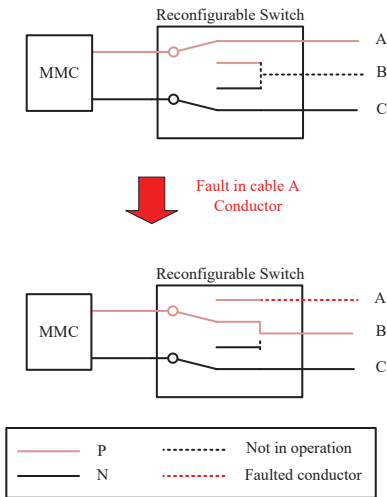 Reconfigurable Switch
MMC
A
B
C
Fault in cable A
Conductor
Reconfigurable Switch
MMC
A
B
C
P
Not in operation
N
Faulted conductor